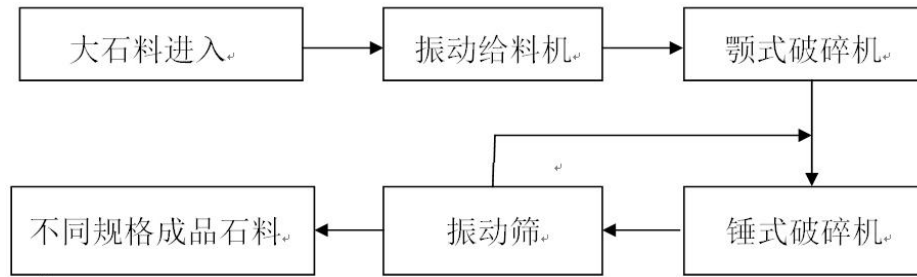 大石料进入
振动给料机
颚式破碎机
不同规格成品石料
振动筛
锤式破碎机